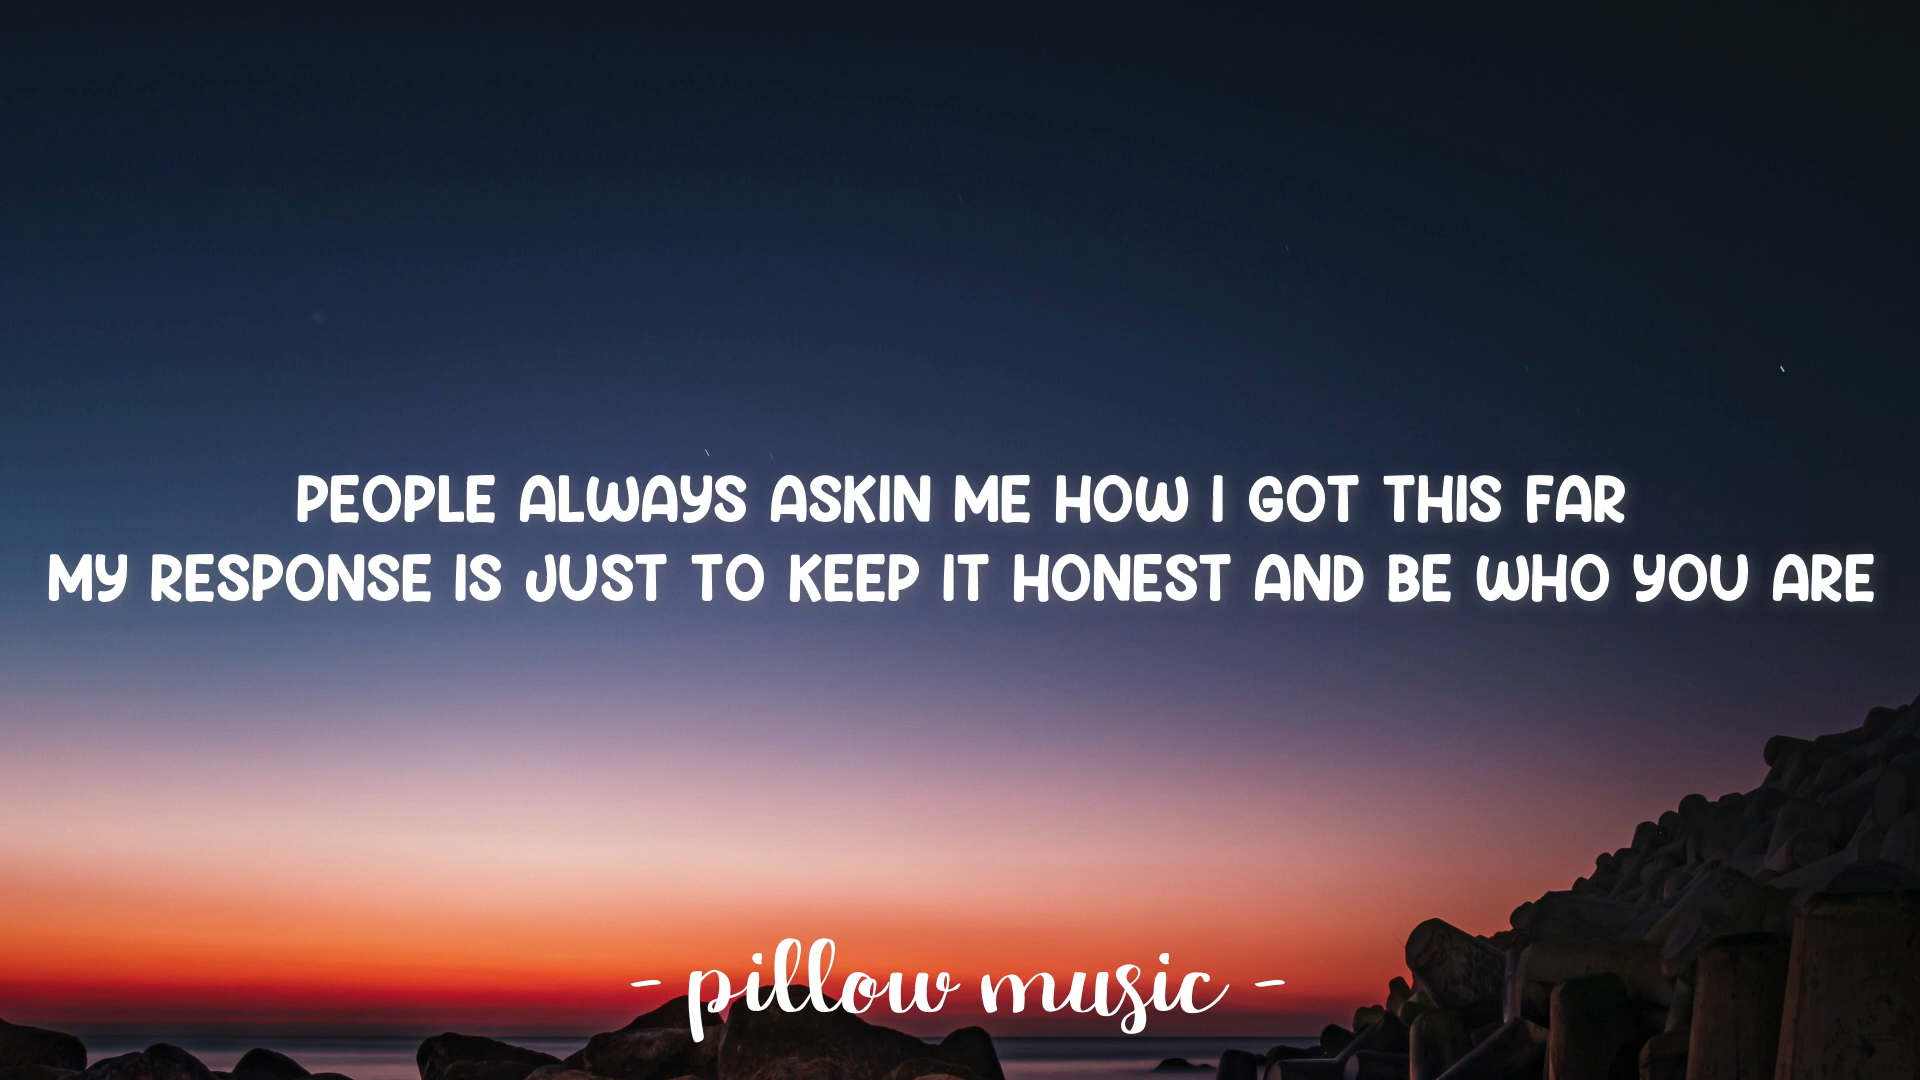 PEOPLE ALWAYS ASKIN ME HOW I GOT THIS FAR
MY RESPONSE IS JUST TO KEEP IT HONEST AND BE WHO YOU ARE
- pillow music -